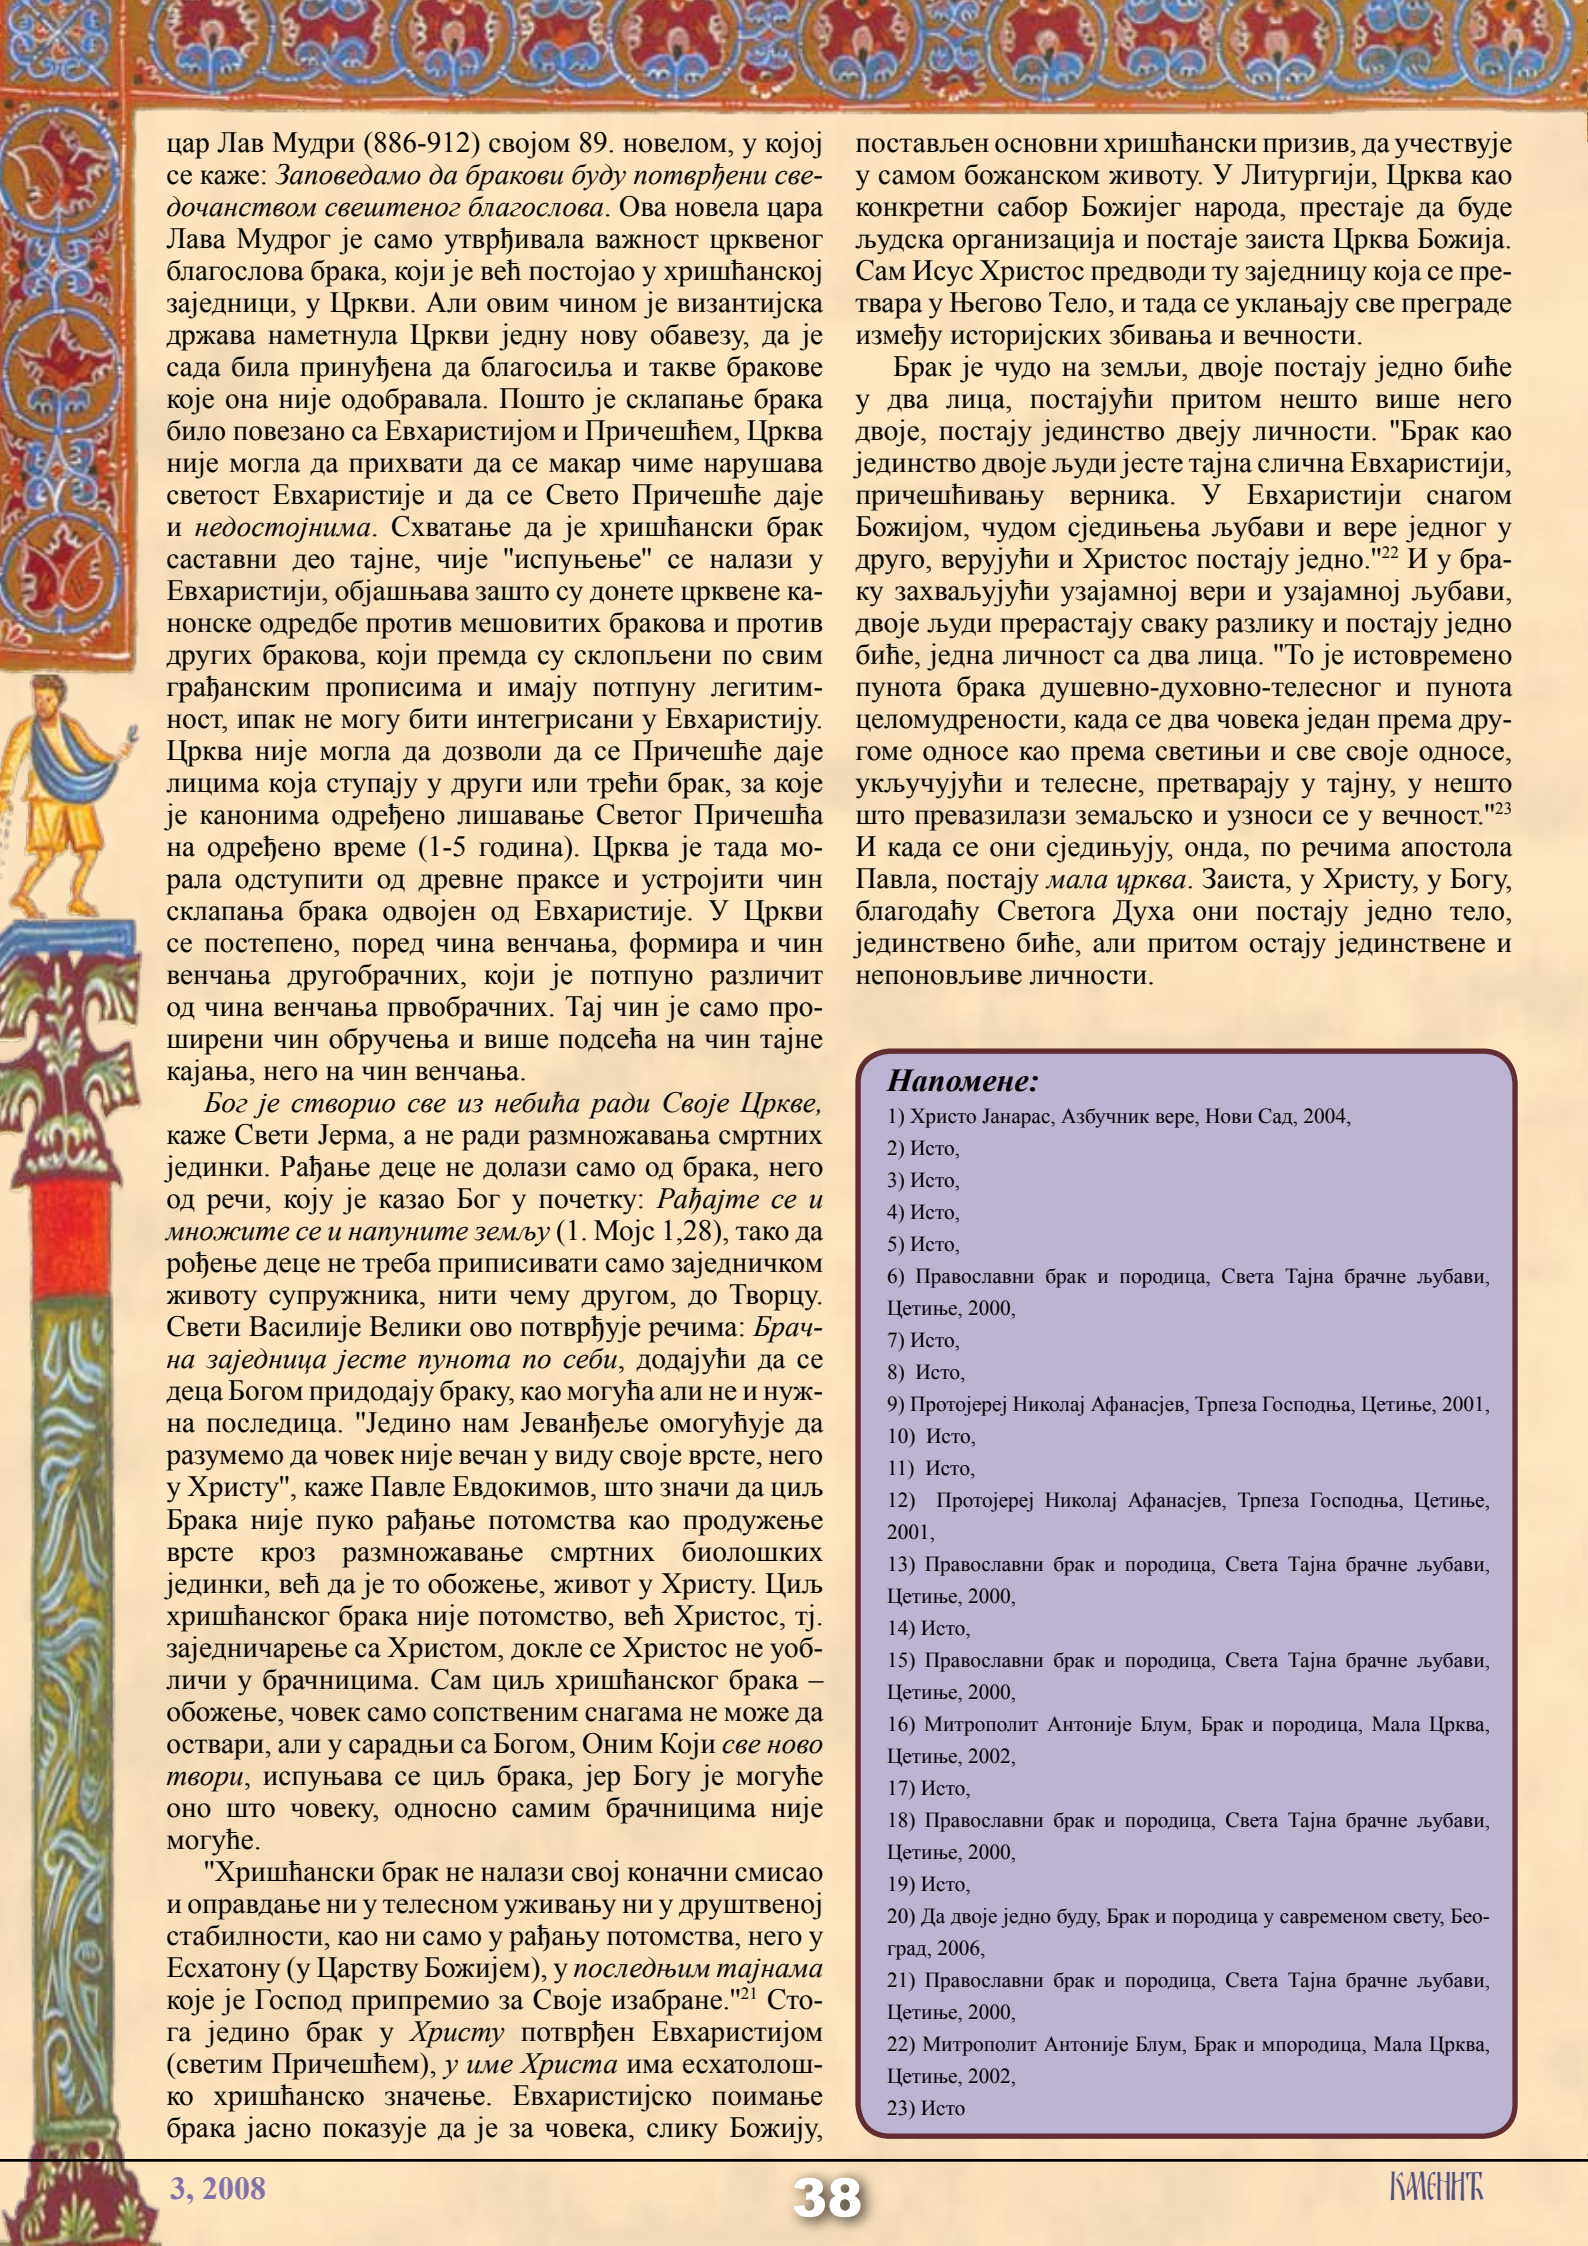 цар Лав Мудри (886-912) својом 89. новелом, у којој
се каже: Заповедамо да бракови буду потврђени све-
дочанством свештеног благослова. Ова новела цара
Лава Мудрог је само утврђивала важност црквеног
благослова брака, који је већ постојао у хришћанској
заједници, у Цркви. Али овим чином је византијска
држава наметнула Цркви једну нову обавезу, да је
сада била принуђена да благосиља и такве бракове
које она није одобравала. Пошто је склапање брака
било повезано са Евхаристијом и Причешћем, Црква
није могла да прихвати да се макар чиме нарушава
светост Евхаристије и да се Свето Причешће даје
и недостојнима. Схватање да је хришћански брак
саставни део тајне, чије "испуњење" се налази у
Евхаристији, објашњава зашто су донете црквене ка-
нонске одредбе против мешовитих бракова и против
других бракова, који премда су склопљени по свим
грађанским прописима и имају потпуну легитим-
ност, ипак не могу бити интегрисани у Евхаристију.
Црква није могла да дозволи да се Причешће даје
лицима која ступају у други или трећи брак, за које
је канонима одређено лишавање Светог Причешћа
на одређено време (1-5 година). Црква је тада мо-
рала одступити од древне праксе и устројити чин
склапања брака одвојен од Евхаристије. У Цркви
се постепено, поред чина венчања, формира и чин
венчања другобрачних, који је потпуно различит
од чина венчања првобрачних. Тај чин је само про-
ширени чин обручења и више подсећа на чин тајне
кајања, него на чин венчања.
Бог је створио све из небића ради Своје Цркве,
каже Свети Јерма, а не ради размножавања смртних
јединки. Рађање деце не долази само од брака, него
од речи, коју је казао Бог у почетку: Рађајте се и
множите се и напуните земљу (1. Мојс 1,28), тако да
рођење деце не треба приписивати само заједничком
животу супружника, нити чему другом, до Творцу.
Свети Василије Велики ово потврђује речима: Брач-
на заједница јесте пунота по себи, додајући да се
деца Богом придодају браку, као могућа али не и нуж-
на последица. "Једино нам Јеванђеље омогућује да
разумемо да човек није вечан у виду своје врсте, него
у Христу", каже Павле Евдокимов, што значи да циљ
Брака није пуко рађање потомства као продужење
врсте кроз размножавање смртних биолошких
јединки, већ да је то обожење, живот у Христу. Циљ
хришћанског брака није потомство, већ Христос, тј.
заједничарење са Христом, докле се Христос не уоб-
личи у брачницима. Сам циљ хришћанског брака –
обожење, човек само сопственим снагама не може да
оствари, али у сарадњи са Богом, Оним Који све ново
твори, испуњава се циљ брака, јер Богу је могуће
оно што човеку, односно самим брачницима није
могуће.
"Хришћански брак не налази свој коначни смисао
и оправдање ни у телесном уживању ни у друштвеној
стабилности, као ни само у рађању потомства, него у
Есхатону (у Царству Божијем), у последњим тајнама
које је Господ припремио за Своје изабране."21 Сто-
га једино брак у Христу потврђен Евхаристијом
(светим Причешћем), у име Христа има есхатолош-
ко хришћанско значење. Евхаристијско поимање
брака јасно показује да је за човека, слику Божију,
постављен основни хришћански призив, да учествује
у самом божанском животу. У Литургији, Црква као
конкретни сабор Божијег народа, престаје да буде
људска организација и постаје заиста Црква Божија.
Сам Исус Христос предводи ту заједницу која се пре-
твара у Његово Тело, и тада се уклањају све преграде
између историјских збивања и вечности.
Брак је чудо на земљи, двоје постају једно биће
у два лица, постајући притом нешто више него
двоје, постају јединство двеју личности. "Брак као
јединство двоје људи јесте тајна слична Евхаристији,
причешћивању верника. У Евхаристији снагом
Божијом, чудом сједињења љубави и вере једног у
друго, верујући и Христос постају једно."22 И у бра-
ку захваљујући узајамној вери и узајамној љубави,
двоје људи прерастају сваку разлику и постају једно
биће, једна личност са два лица. "То је истовремено
пунота брака душевно-духовно-телесног и пунота
целомудрености, када се два човека један према дру-
гоме односе као према светињи и све своје односе,
укључујући и телесне, претварају у тајну, у нешто
што превазилази земаљско и узноси се у вечност."23
И када се они сједињују, онда, по речима апостола
Павла, постају мала црква. Заиста, у Христу, у Богу,
благодаћу Светога Духа они постају једно тело,
јединствено биће, али притом остају јединствене и
непоновљиве личности.
Напомене:
1) Христо Јанарас, Азбучник вере, Нови Сад, 2004,
2) Исто,
3) Исто,
4) Исто,
5) Исто,
6) Православни брак и породица, Света Тајна брачне љубави,
Цетиње, 2000,
7) Исто,
8) Исто,
9) Протојереј Николај Афанасјев, Трпеза Господња, Цетиње, 2001,
10) Исто,
11) Исто,
12) Протојереј Николај Афанасјев, Трпеза Господња, Цетиње,
2001,
13) Православни брак и породица, Света Тајна брачне љубави,
Цетиње, 2000,
14) Исто,
15) Православни брак и породица, Света Тајна брачне љубави,
Цетиње, 2000,
16) Митрополит Антоније Блум, Брак и породица, Мала Црква,
Цетиње, 2002,
17) Исто,
18) Православни брак и породица, Света Тајна брачне љубави,
Цетиње, 2000,
19) Исто,
20) Да двоје једно буду, Брак и породица у савременом свету, Бео-
град, 2006,
21) Православни брак и породица, Света Тајна брачне љубави,
Цетиње, 2000,
22) Митрополит Антоније Блум, Брак и мпородица, Мала Црква,
Цетиње, 2002,
23) Исто
3, 2008
38